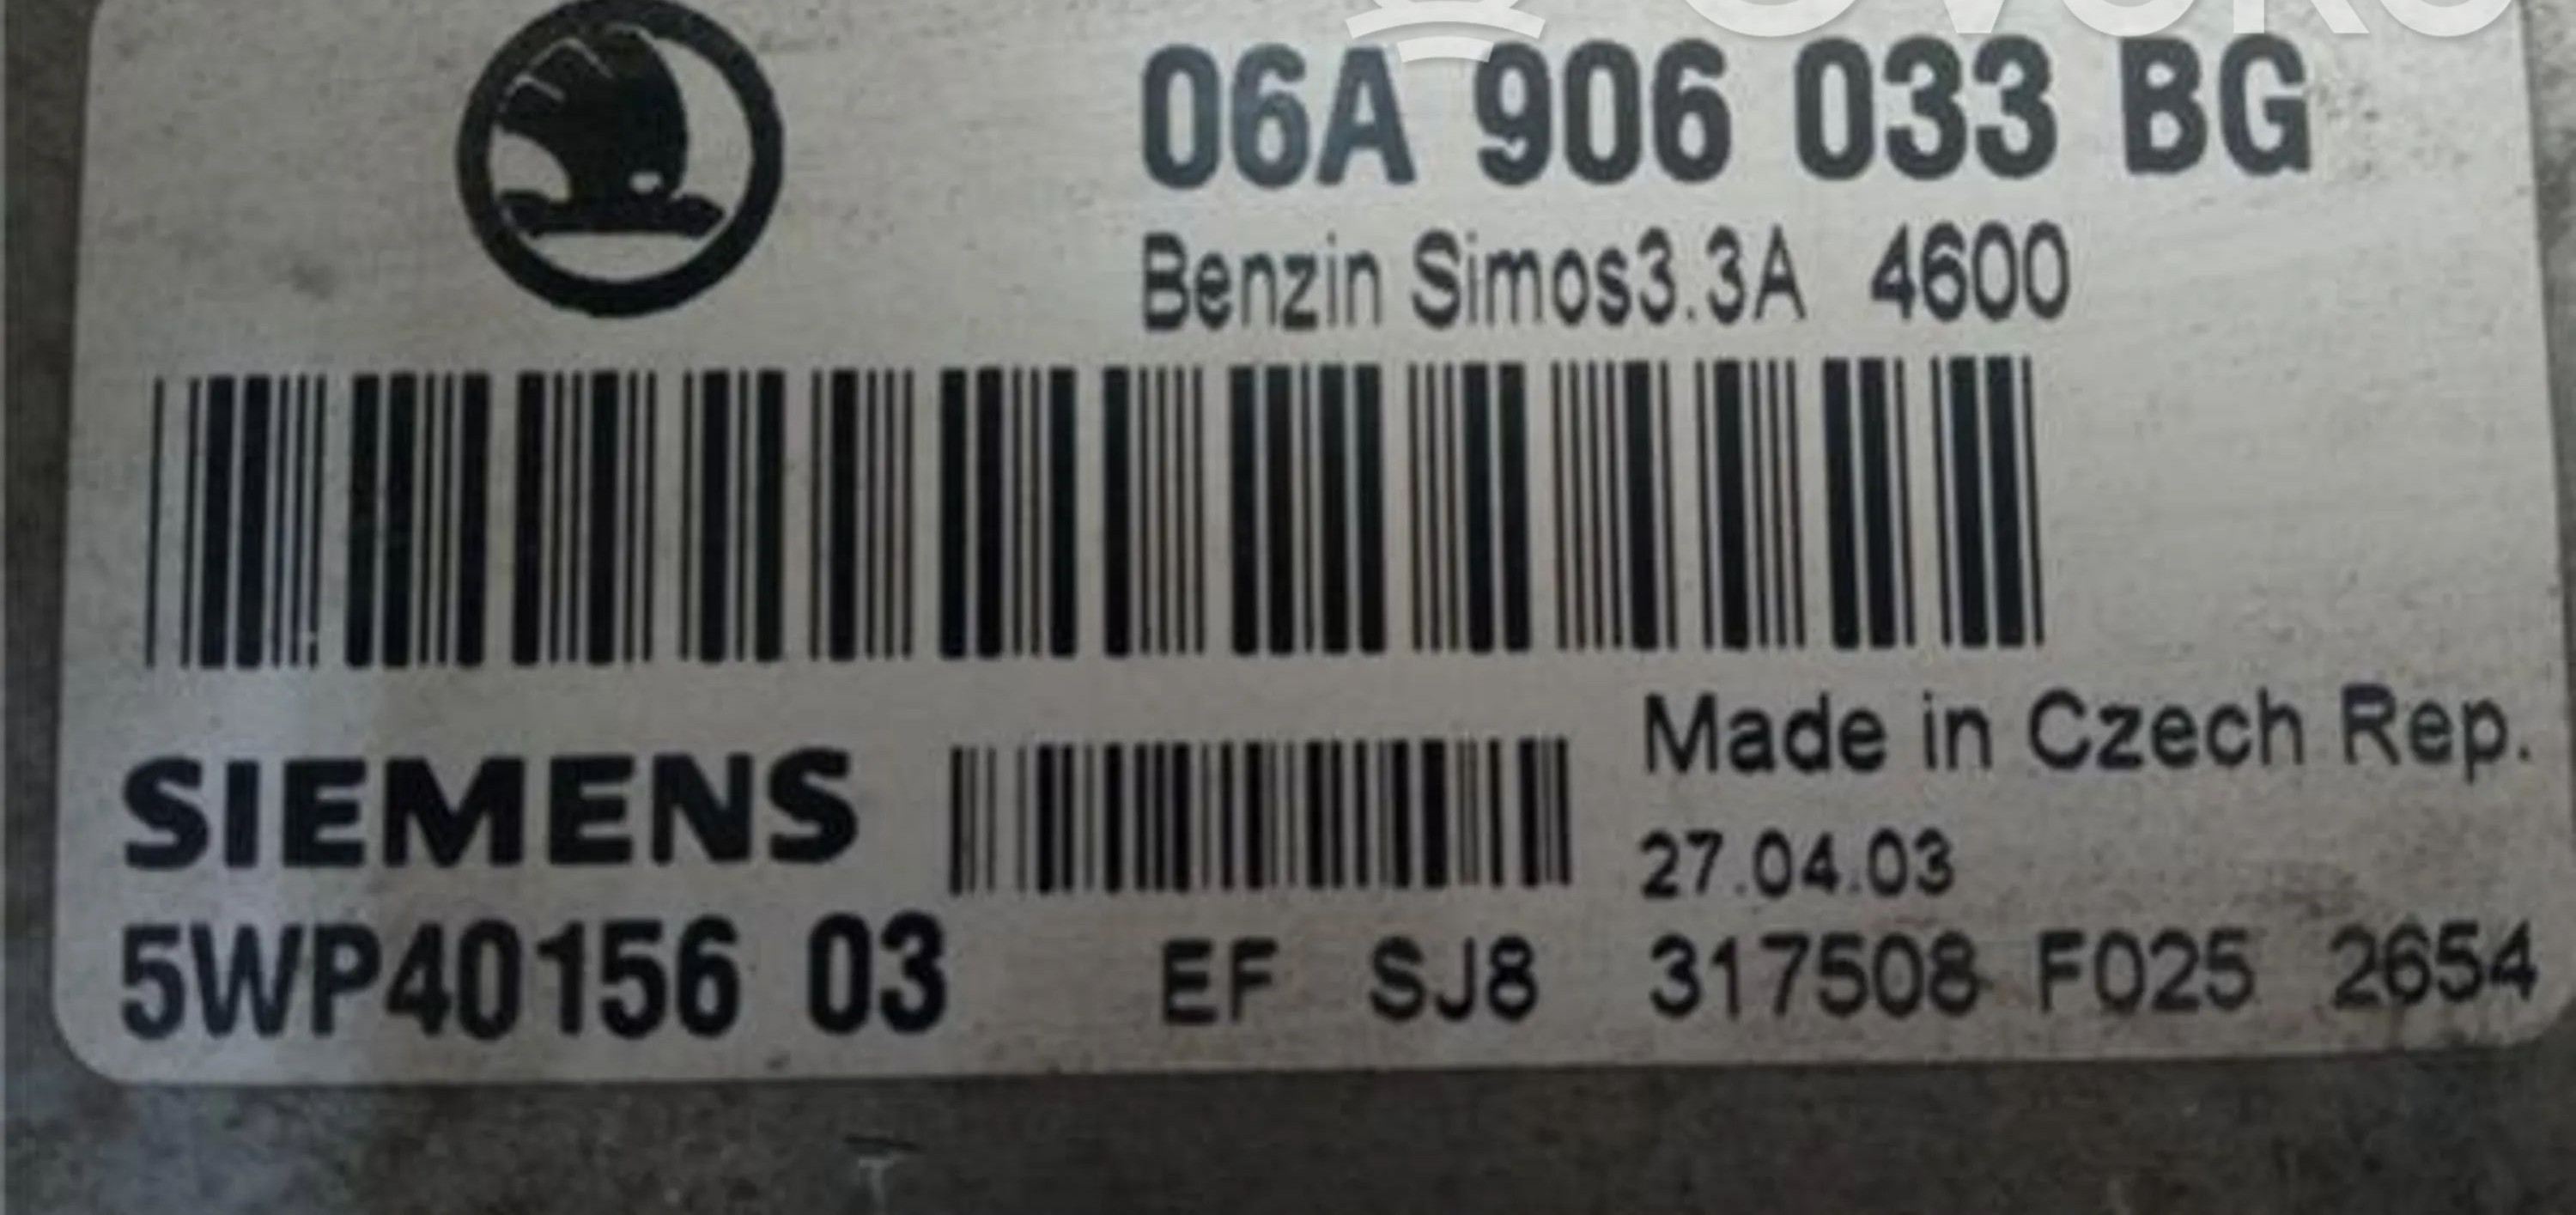 06A 906 033 BG
Benzin Simos3.3A 4600
SIEMENS
Made in Czech Rep.
27.04.03
5WP40156 03 EF SJ8 317508 F025 2654